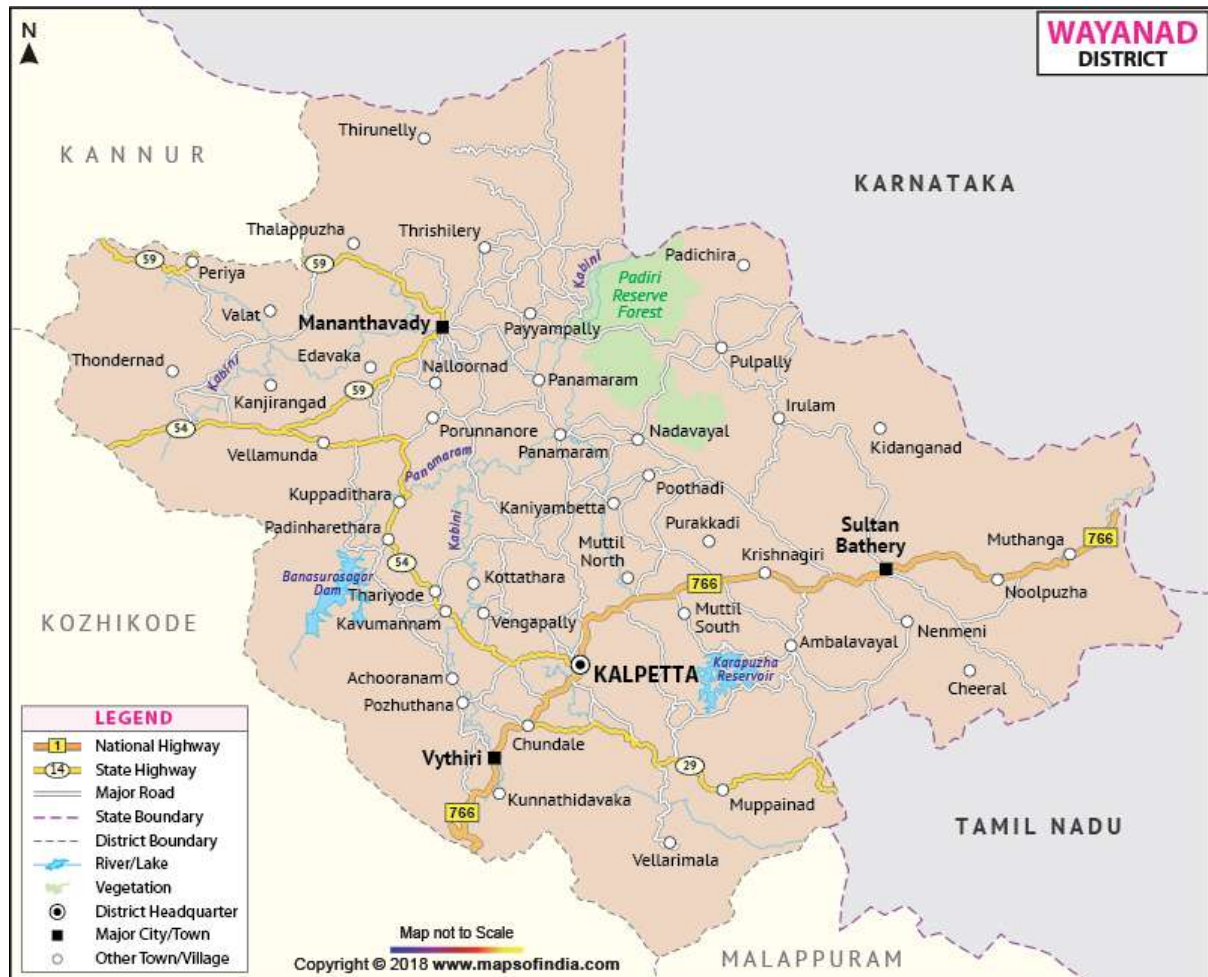 N
WAYANAD
DISTRICT
Thirunelly
KANNUR
KARNATAKA
Thalappuzha
Thrishilery
59
Periya
59
Kabini
Padiri
Reserve
Forest
Padichira
Valat
Mananthavady
Payyampally
Pulpally
Thondernad
Kabini
Edavaka
Nalloornad
Panamaram
59
Kanjirangad
Irulam
54
Porunnanore
Nadavayal
Kidanganad
Vellamunda
Panamaram
Panamaram
Kuppadithara
Kaniyambetta
Poothadi
Padinharethara
Kabini
Purakkadi
Sultan
Bathery
766
Muttil
North
Krishnagiri
Muthanga
Banasurosagar
Dam
54
Kottathara
766
Noolpuzha
Thariyode
KOZHIKODE
Kavumannam
Vengapally
Muttil
South
Ambalavayal
Nenmeni
KALPETTA
Karapuzha
Reservoir
Cheeral
Achooranam
Pozhuthana
Chundale
Vythiri
29
Kunnathidavaka
Muppainad
766
TAMIL NADU
Vellarimala
LEGEND
1 National Highway
14 State Highway
Major Road
State Boundary
District Boundary
River/Lake
Vegetation
District Headquarter
Major City/Town
Other Town/Village
Map not to Scale
Copyright © 2018 www.mapsofindia.com
MALAPPURAM